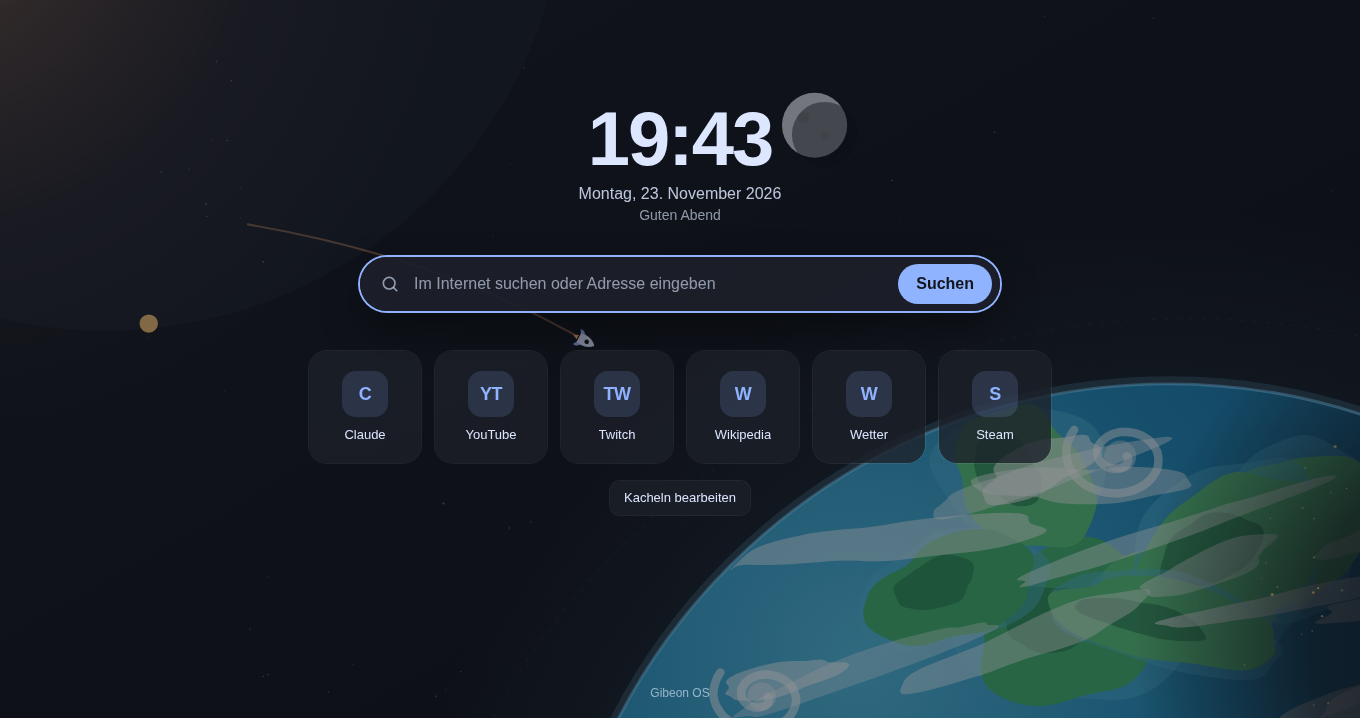 19:43
Montag, 23. November 2026
Guten Abend
Im Internet suchen oder Adresse eingeben
Suchen
C
YT
TW
W
W
S
Claude
YouTube
Twitch
Wikipedia
Wetter
Steam
Kacheln bearbeiten
Gibeon OS